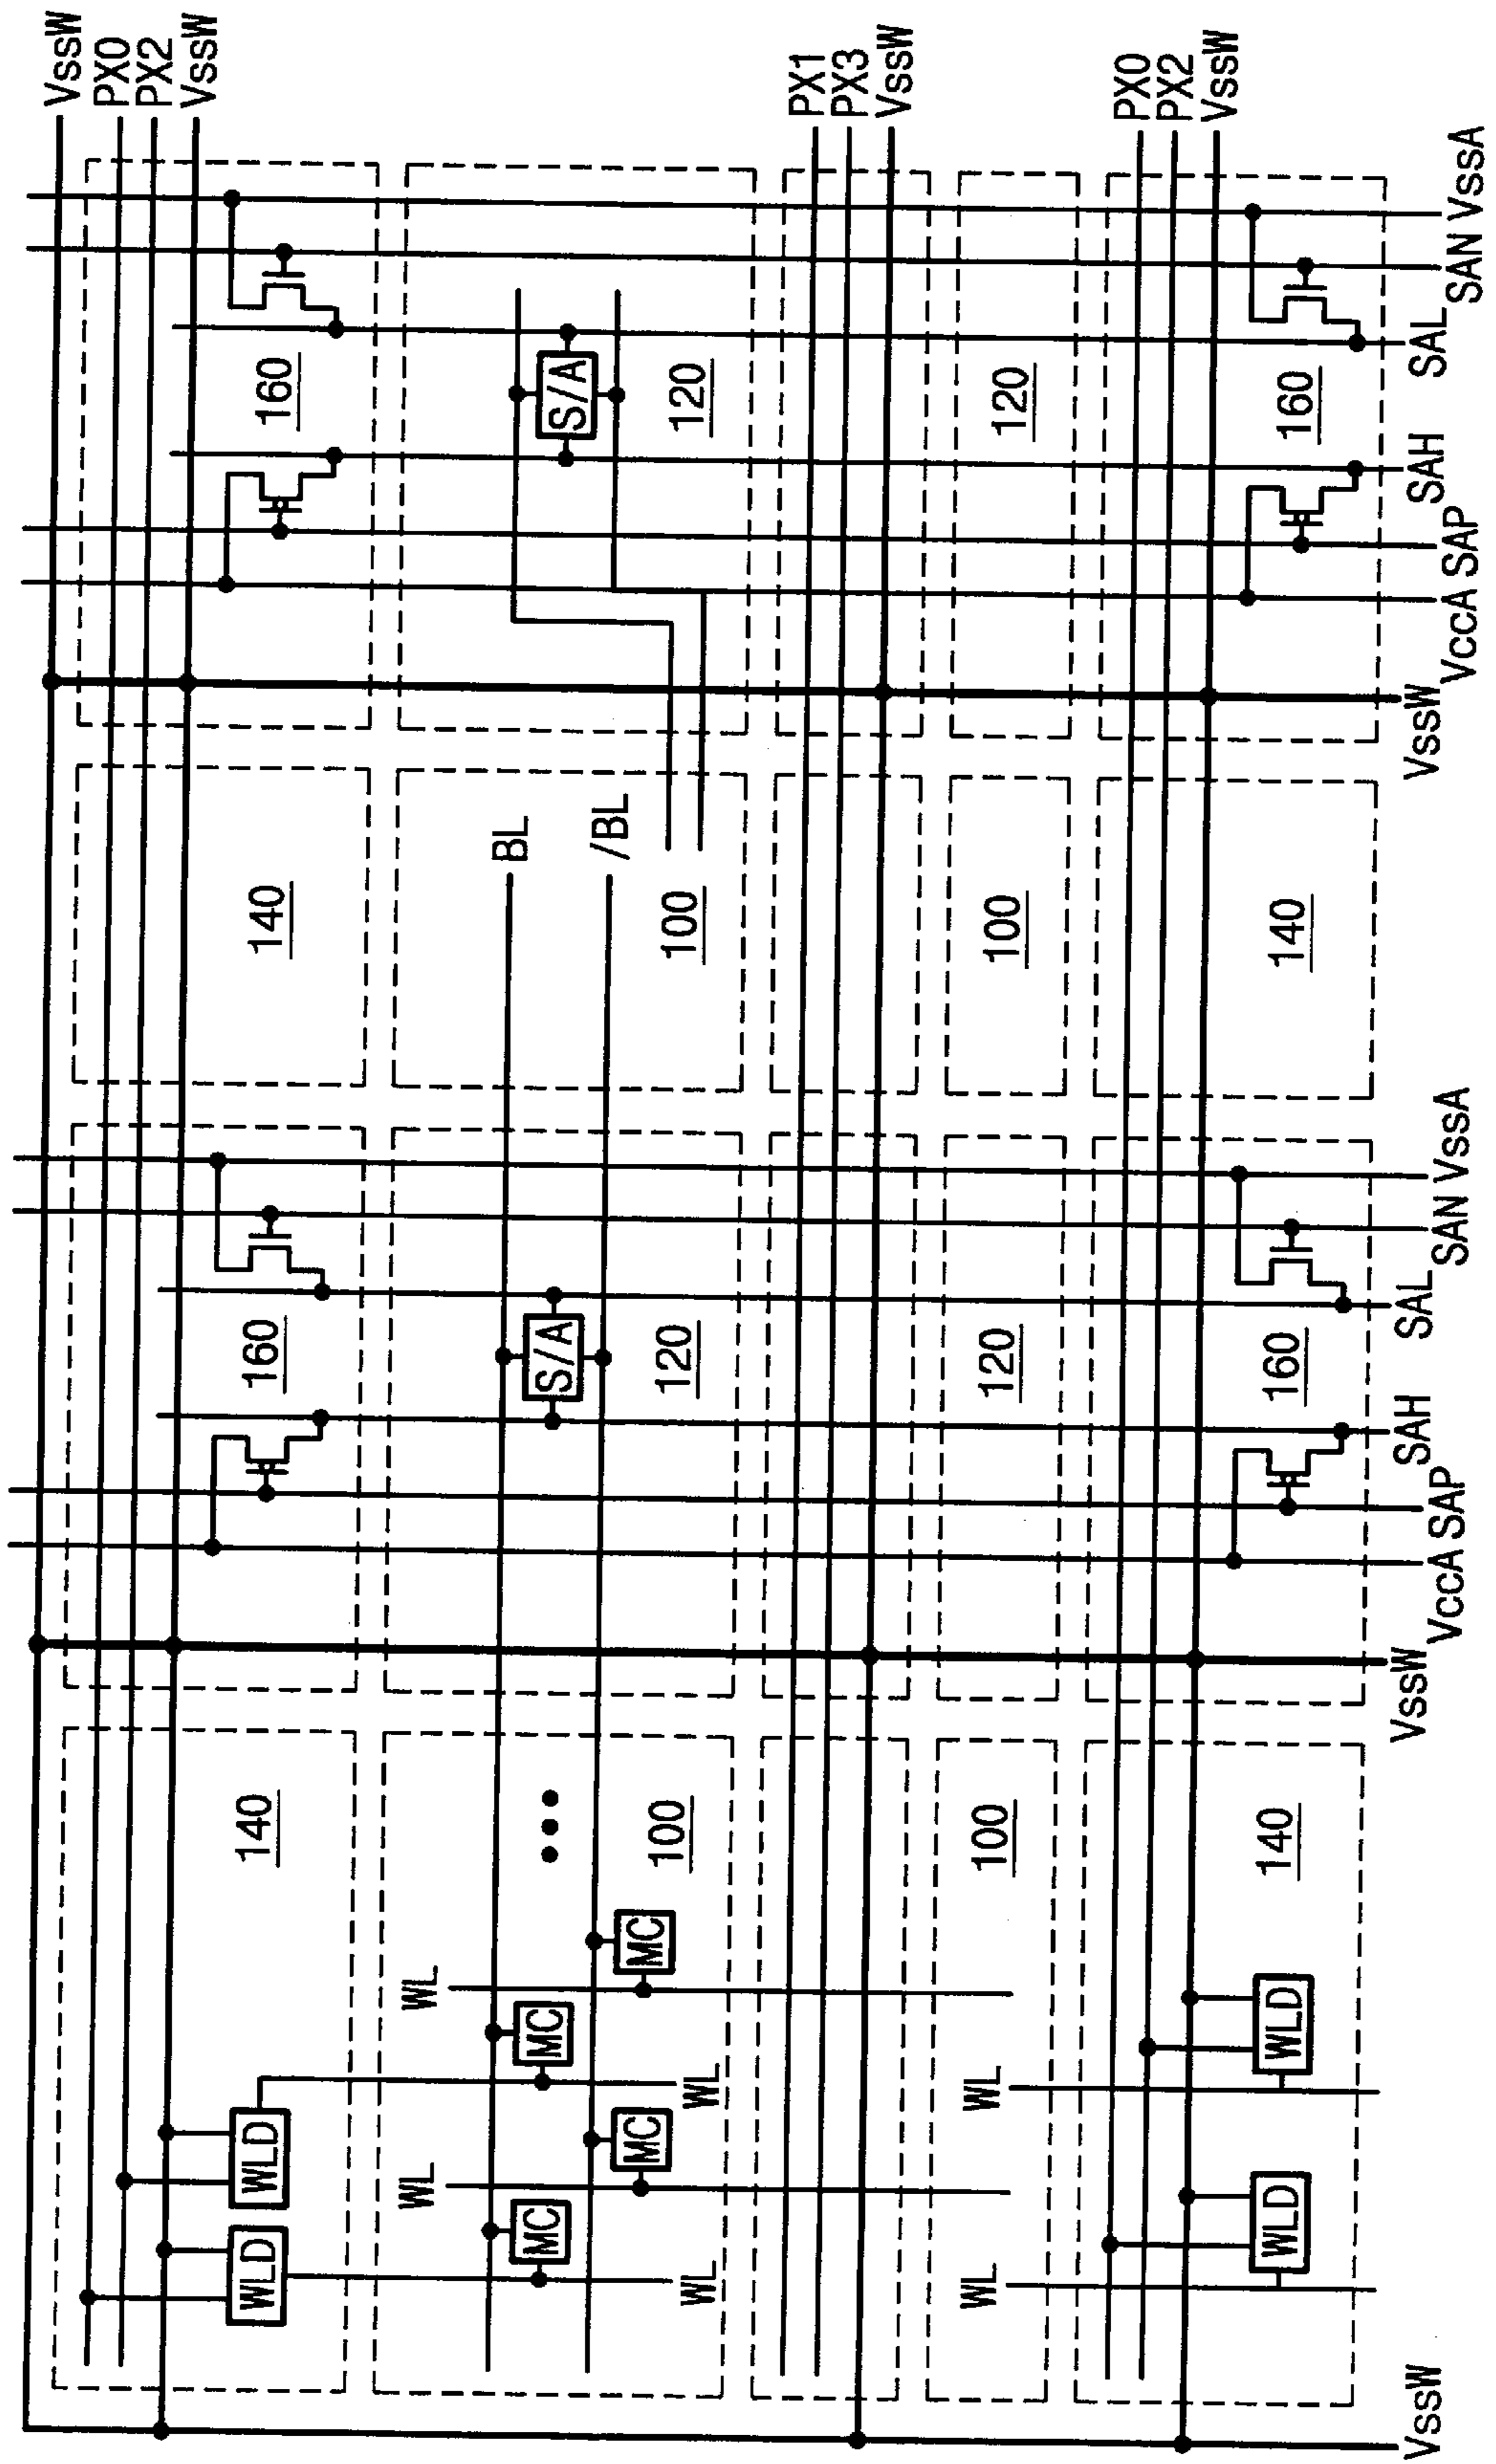 VssW
PX0
PX2
VssW
PX1
PX3
VssW
PX0
PX2
VssW
160
S/A
120
120
160
VssA
SAN
SAL
SAH
SAP
VccA
VssW
140
BL
/BL
100
100
140
160
S/A
120
120
160
VssA
SAN
SAL
SAH
SAP
VccA
VssW
140
100
100
140
WL
MC
MC
WL
WL
WLD
WLD
WL
MC
MC
WL
WL
WLD
WLD
VssW